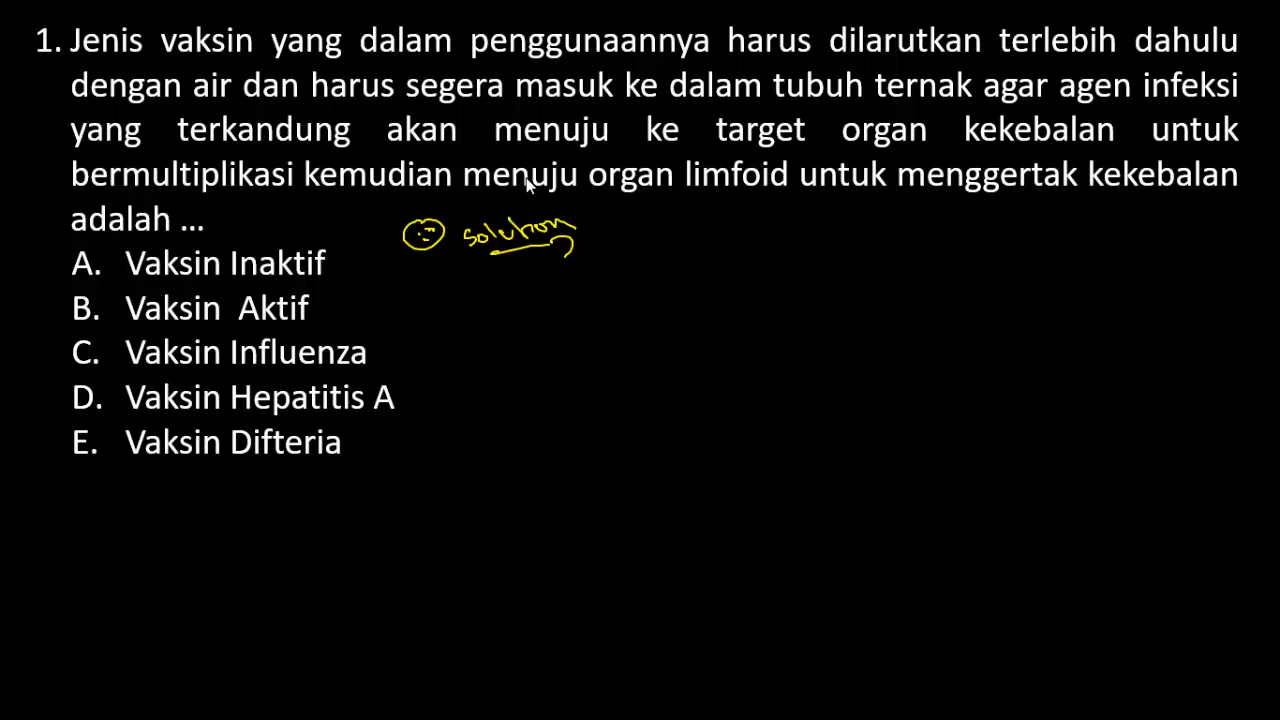 1. Jenis vaksin yang dalam penggunaannya harus dilarutkan terlebih dahulu
dengan air dan harus segera masuk ke dalam tubuh ternak agar agen infeksi
yang terkandung akan menuju ke target organ kekebalan untuk
bermultiplikasi kemudian menuju organ limfoid untuk menggertak kekebalan
adalah ...
solution
A. Vaksin Inaktif
B. Vaksin Aktif
C. Vaksin Influenza
D. Vaksin Hepatitis A
E. Vaksin Difteria